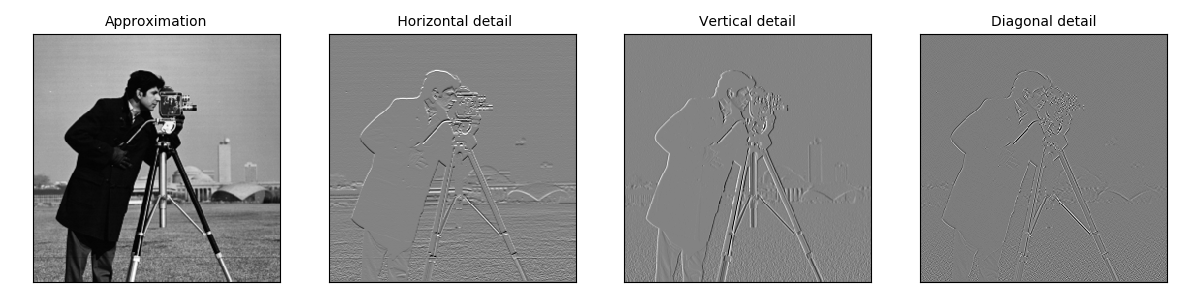 Approximation
Horizontal detail
Vertical detail
Diagonal detail